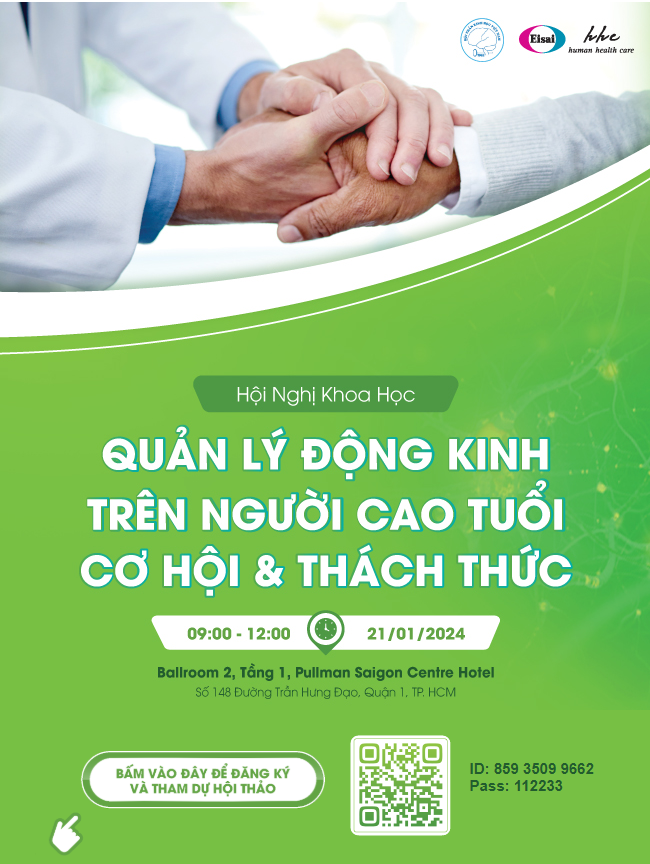 Eisai
hhc
human health care
Hội Nghị Khoa Học
QUẢN LÝ ĐỘNG KINH
TRÊN NGƯỜI CAO TUỔI
CƠ HỘI & THÁCH THỨC
09:00 - 12:00 21/01/2024
Ballroom 2, Tầng 1, Pullman Saigon Centre Hotel
Số 148 Đường Trần Hưng Đạo, Quận 1, TP. HCM
BẤM VÀO ĐÂY ĐỂ ĐĂNG KÝ
VÀ THAM DỰ HỘI THẢO
ID: 859 3509 9662
Pass: 112233